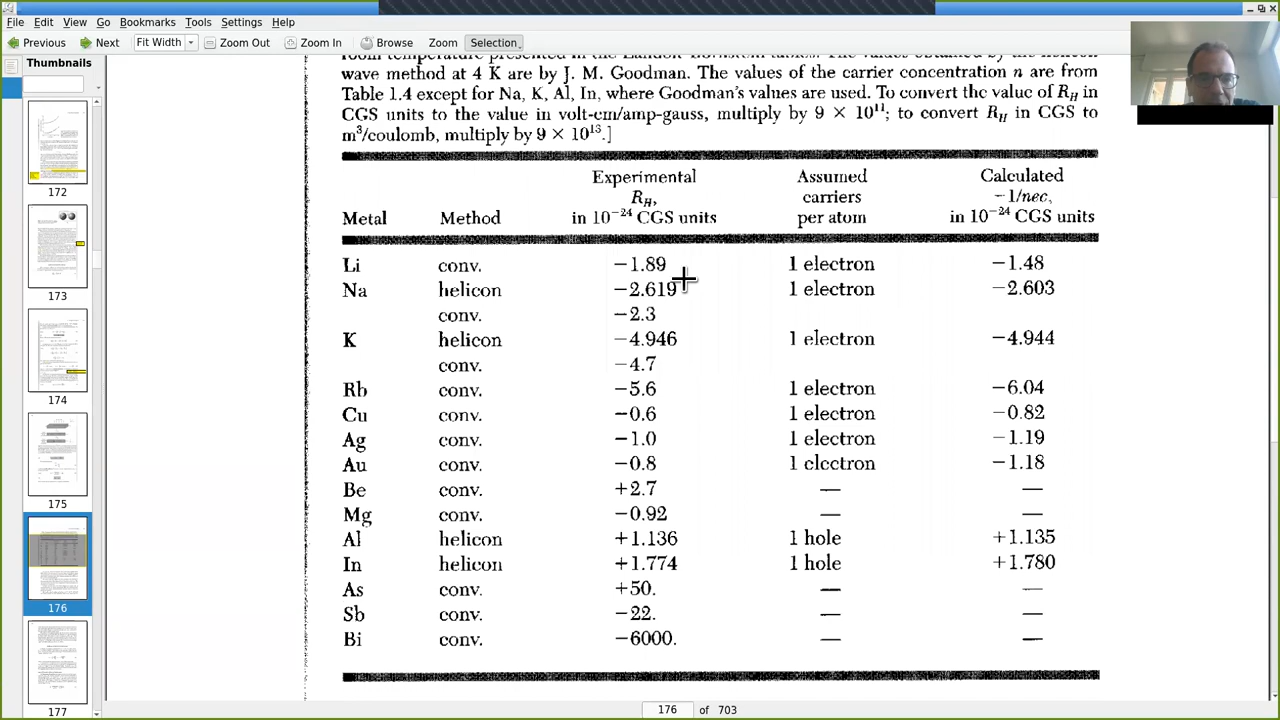 File Edit View Go Bookmarks Tools Settings Help
Previous Next Fit Width Zoom Out Zoom In Browse Zoom Selection
Thumbnails
172
173
174
175
176
177
wave method at 4 K are by J. M. Goodman. The values of the carrier concentration n are from
Table 1.4 except for Na, K, Al, In, where Goodman's values are used. To convert the value of R_H in
CGS units to the value in volt-cm/amp-gauss, multiply by 9 × 10¹¹; to convert R_H in CGS to
m³/coulomb, multiply by 9 × 10¹³.]
Experimental Assumed Calculated
R_H, carriers −1/nec,
Metal Method in 10⁻²⁴ CGS units per atom in 10⁻²⁴ CGS units
Li conv. −1.89 1 electron −1.48
Na helicon −2.619 1 electron −2.603
conv. −2.3
K helicon −4.946 1 electron −4.944
conv. −4.7
Rb conv. −5.6 1 electron −6.04
Cu conv. −0.6 1 electron −0.82
Ag conv. −1.0 1 electron −1.19
Au conv. −0.8 1 electron −1.18
Be conv. +2.7 — —
Mg conv. −0.92 — —
Al helicon +1.136 1 hole +1.135
In helicon +1.774 1 hole +1.780
As conv. +50. — —
Sb conv. −22. — —
Bi conv. −6000. — —
176 of 703